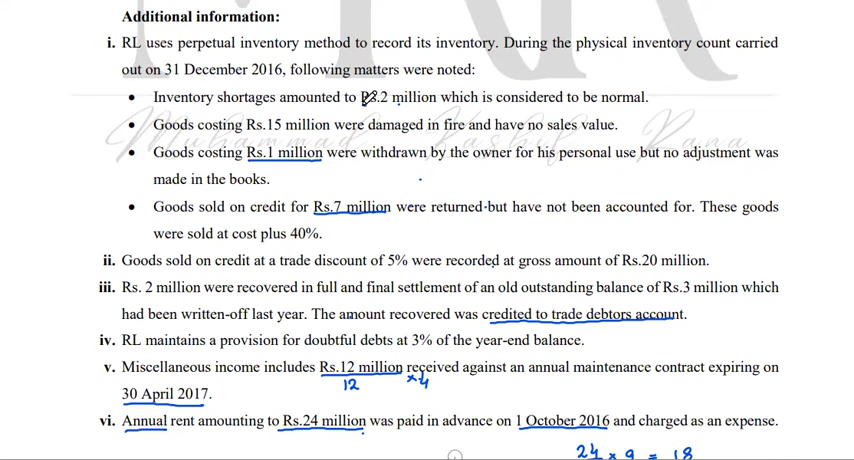 Additional information:
i. RL uses perpetual inventory method to record its inventory. During the physical inventory count carried
out on 31 December 2016, following matters were noted:
• Inventory shortages amounted to Rs.2 million which is considered to be normal.
• Goods costing Rs.15 million were damaged in fire and have no sales value.
Muhammad Kashif Rana
• Goods costing Rs.1 million were withdrawn by the owner for his personal use but no adjustment was
made in the books.
• Goods sold on credit for Rs.7 million were returned but have not been accounted for. These goods
were sold at cost plus 40%.
ii. Goods sold on credit at a trade discount of 5% were recorded at gross amount of Rs.20 million.
iii. Rs. 2 million were recovered in full and final settlement of an old outstanding balance of Rs.3 million which
had been written-off last year. The amount recovered was credited to trade debtors account.
iv. RL maintains a provision for doubtful debts at 3% of the year-end balance.
v. Miscellaneous income includes Rs.12 million received against an annual maintenance contract expiring on
12 ×4
30 April 2017.
vi. Annual rent amounting to Rs.24 million was paid in advance on 1 October 2016 and charged as an expense.
24 × 9 = 18